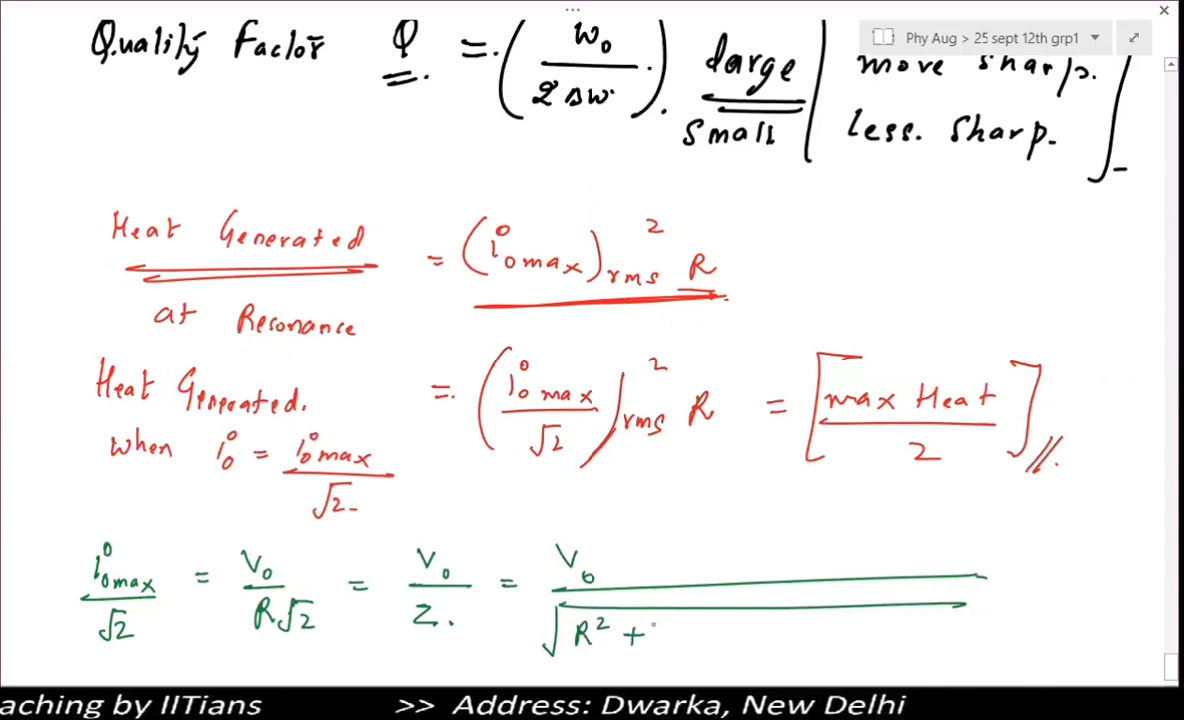 Phy Aug > 25 sept 12th grp1
Quality Factor Q = (ω₀ / 2Δω) large | more sharp.
small | less. sharp.
Heat Generated = (i₀max)rms² R
at Resonance
Heat Generated. = (i₀max / √2)rms² R = [max Heat / 2]
when i₀ = i₀max / √2
i₀max / √2 = V₀ / R√2 = V₀ / Z. = V₀ / √R² +
aching by IITians >> Address: Dwarka, New Delhi